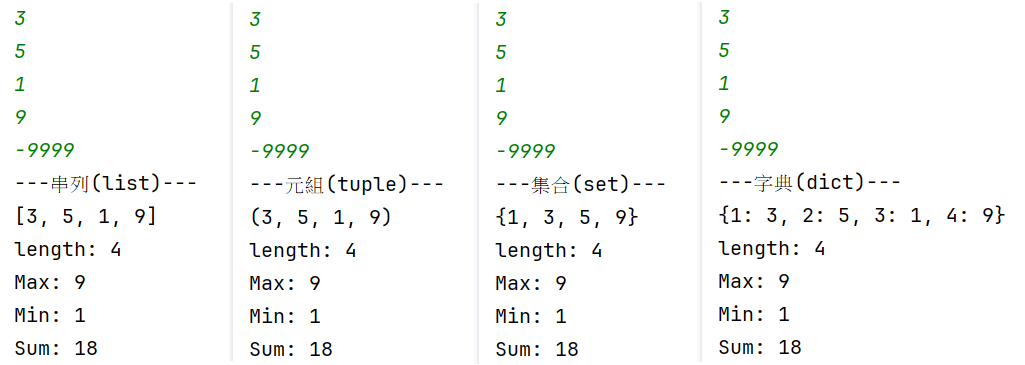 3
5
1
9
-9999
---串列(list)---
[3, 5, 1, 9]
length: 4
Max: 9
Min: 1
Sum: 18
3
5
1
9
-9999
---元組(tuple)---
(3, 5, 1, 9)
length: 4
Max: 9
Min: 1
Sum: 18
3
5
1
9
-9999
---集合(set)---
{1, 3, 5, 9}
length: 4
Max: 9
Min: 1
Sum: 18
3
5
1
9
-9999
---字典(dict)---
{1: 3, 2: 5, 3: 1, 4: 9}
length: 4
Max: 9
Min: 1
Sum: 18